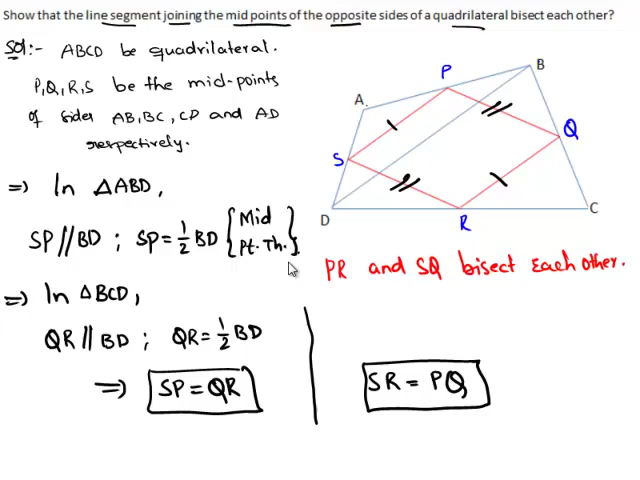 Show that the line segment joining the mid points of the opposite sides of a quadrilateral bisect each other?
Sol:- ABCD be quadrilateral.
P,Q,R,S be the mid-points
of sides AB, BC, CD and AD
respectively.
=) In △ABD,
SP//BD ; SP=1/2 BD {Mid Pt. Th.}
=) In △BCD,
QR//BD ; QR=1/2 BD
=) SP = QR
A
P
B
Q
S
D
R
C
PR and SQ bisect Each other.
SR = PQ